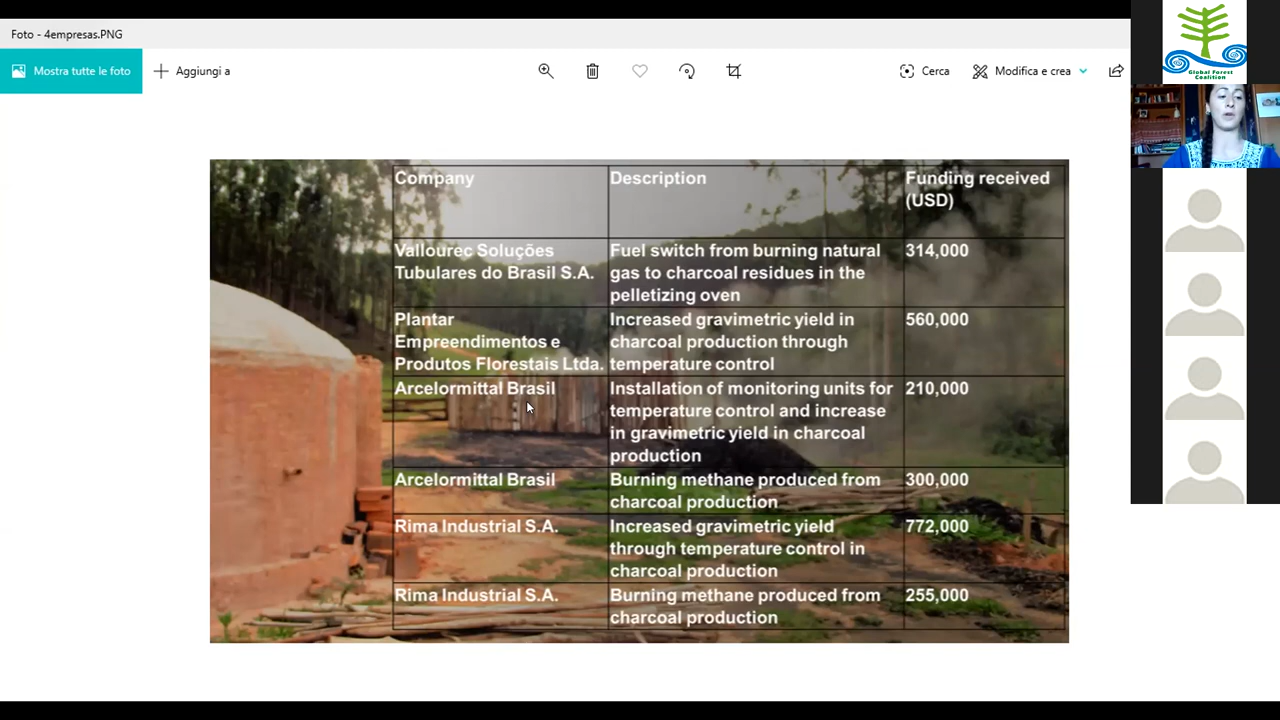 Foto - 4empresas.PNG
Mostra tutte le foto
Aggiungi a
Cerca
Modifica e crea
Global Forest
Coalition
Company
Description
Funding received
(USD)
Vallourec Soluções
Tubulares do Brasil S.A.
Fuel switch from burning natural
gas to charcoal residues in the
pelletizing oven
314,000
Plantar
Empreendimentos e
Produtos Florestais Ltda.
Increased gravimetric yield in
charcoal production through
temperature control
560,000
Arcelormittal Brasil
Installation of monitoring units for
temperature control and increase
in gravimetric yield in charcoal
production
210,000
Arcelormittal Brasil
Burning methane produced from
charcoal production
300,000
Rima Industrial S.A.
Increased gravimetric yield
through temperature control in
charcoal production
772,000
Rima Industrial S.A.
Burning methane produced from
charcoal production
255,000